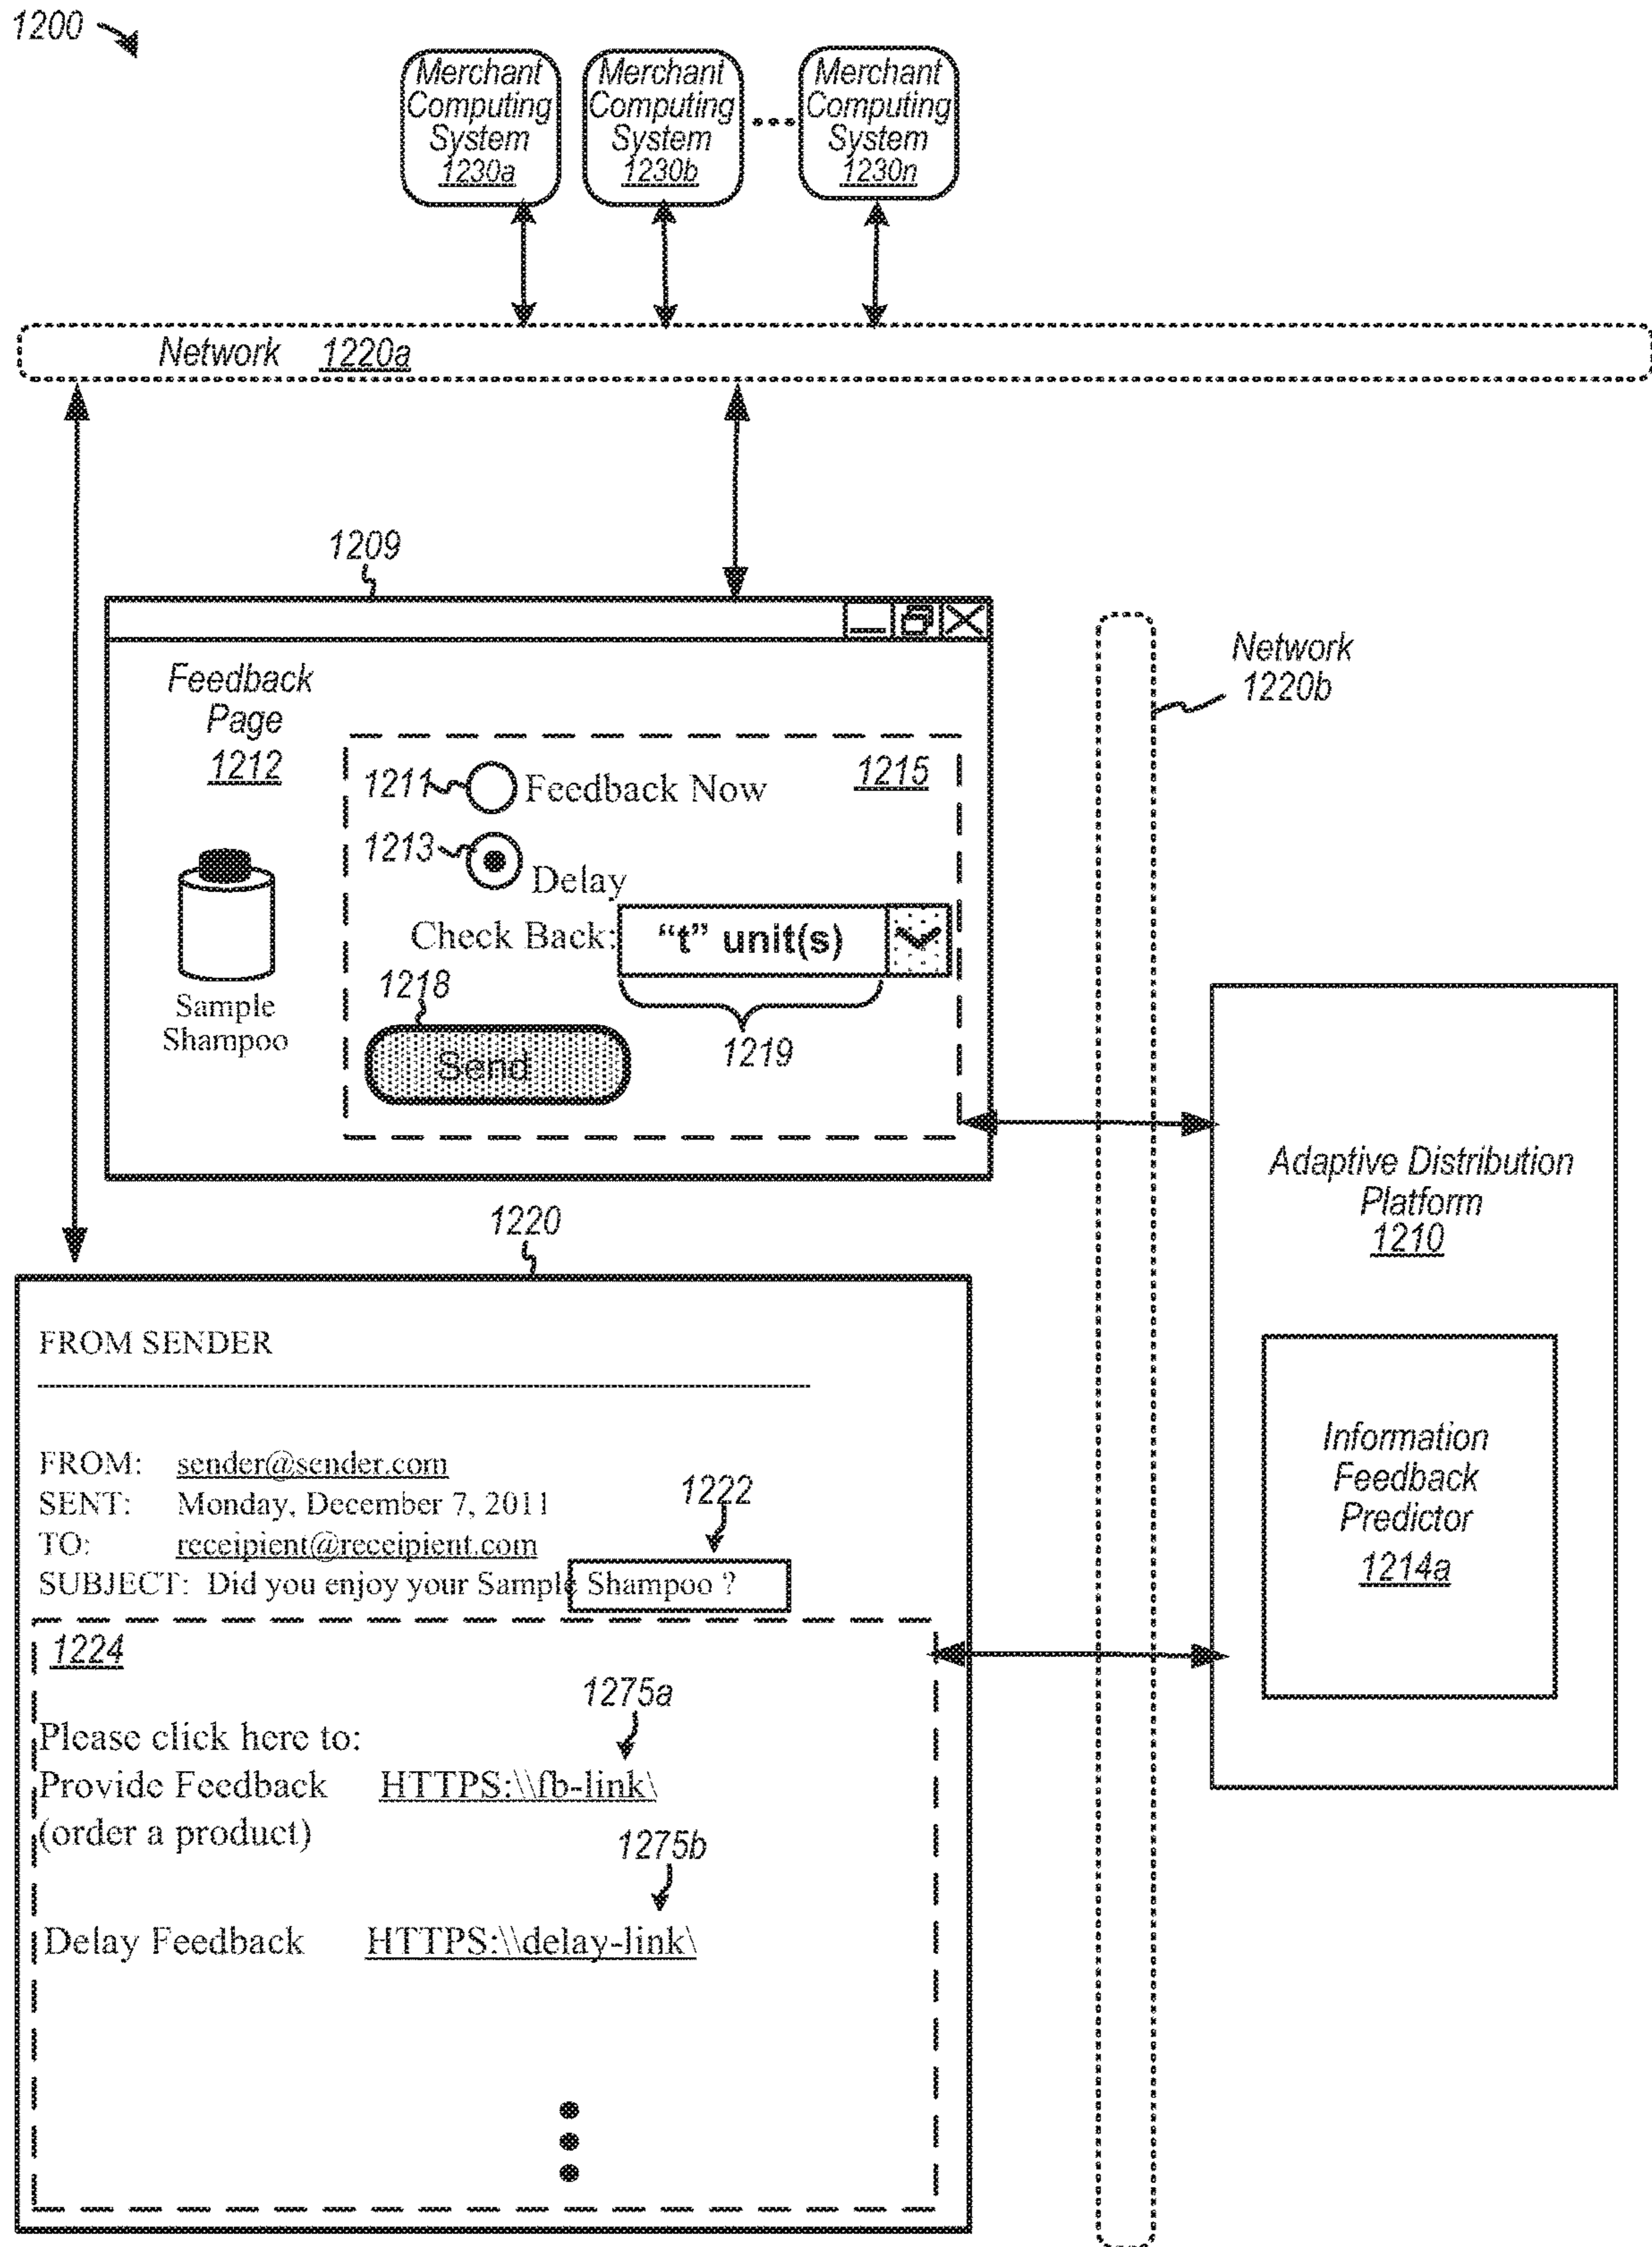 1200
Merchant
Computing
System
1230a
Merchant
Computing
System
1230b
Merchant
Computing
System
1230n
Network 1220a
1209
Feedback
Page
1212
1215
1211
Feedback Now
1213
Delay
Check Back: “t” unit(s)
1218
1219
Send
Sample
Shampoo
Network
1220b
Adaptive Distribution
Platform
1210
Information
Feedback
Predictor
1214a
1220
FROM SENDER
FROM: sender@sender.com
SENT: Monday, December 7, 2011
1222
TO: receipient@receipient.com
SUBJECT: Did you enjoy your Sample Shampoo ?
1224
1275a
Please click here to:
Provide Feedback HTTPS:\\fb-link\
(order a product)
1275b
Delay Feedback HTTPS:\\delay-link\